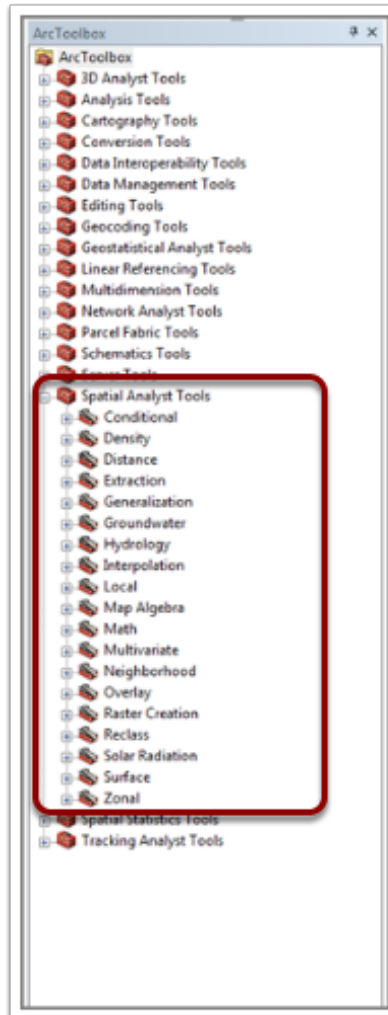 ArcToolbox
ArcToolbox
3D Analyst Tools
Analysis Tools
Cartography Tools
Conversion Tools
Data Interoperability Tools
Data Management Tools
Editing Tools
Geocoding Tools
Geostatistical Analyst Tools
Linear Referencing Tools
Multidimension Tools
Network Analyst Tools
Parcel Fabric Tools
Schematics Tools
Server Tools
Spatial Analyst Tools
Conditional
Density
Distance
Extraction
Generalization
Groundwater
Hydrology
Interpolation
Local
Map Algebra
Math
Multivariate
Neighborhood
Overlay
Raster Creation
Reclass
Solar Radiation
Surface
Zonal
Spatial Statistics Tools
Tracking Analyst Tools